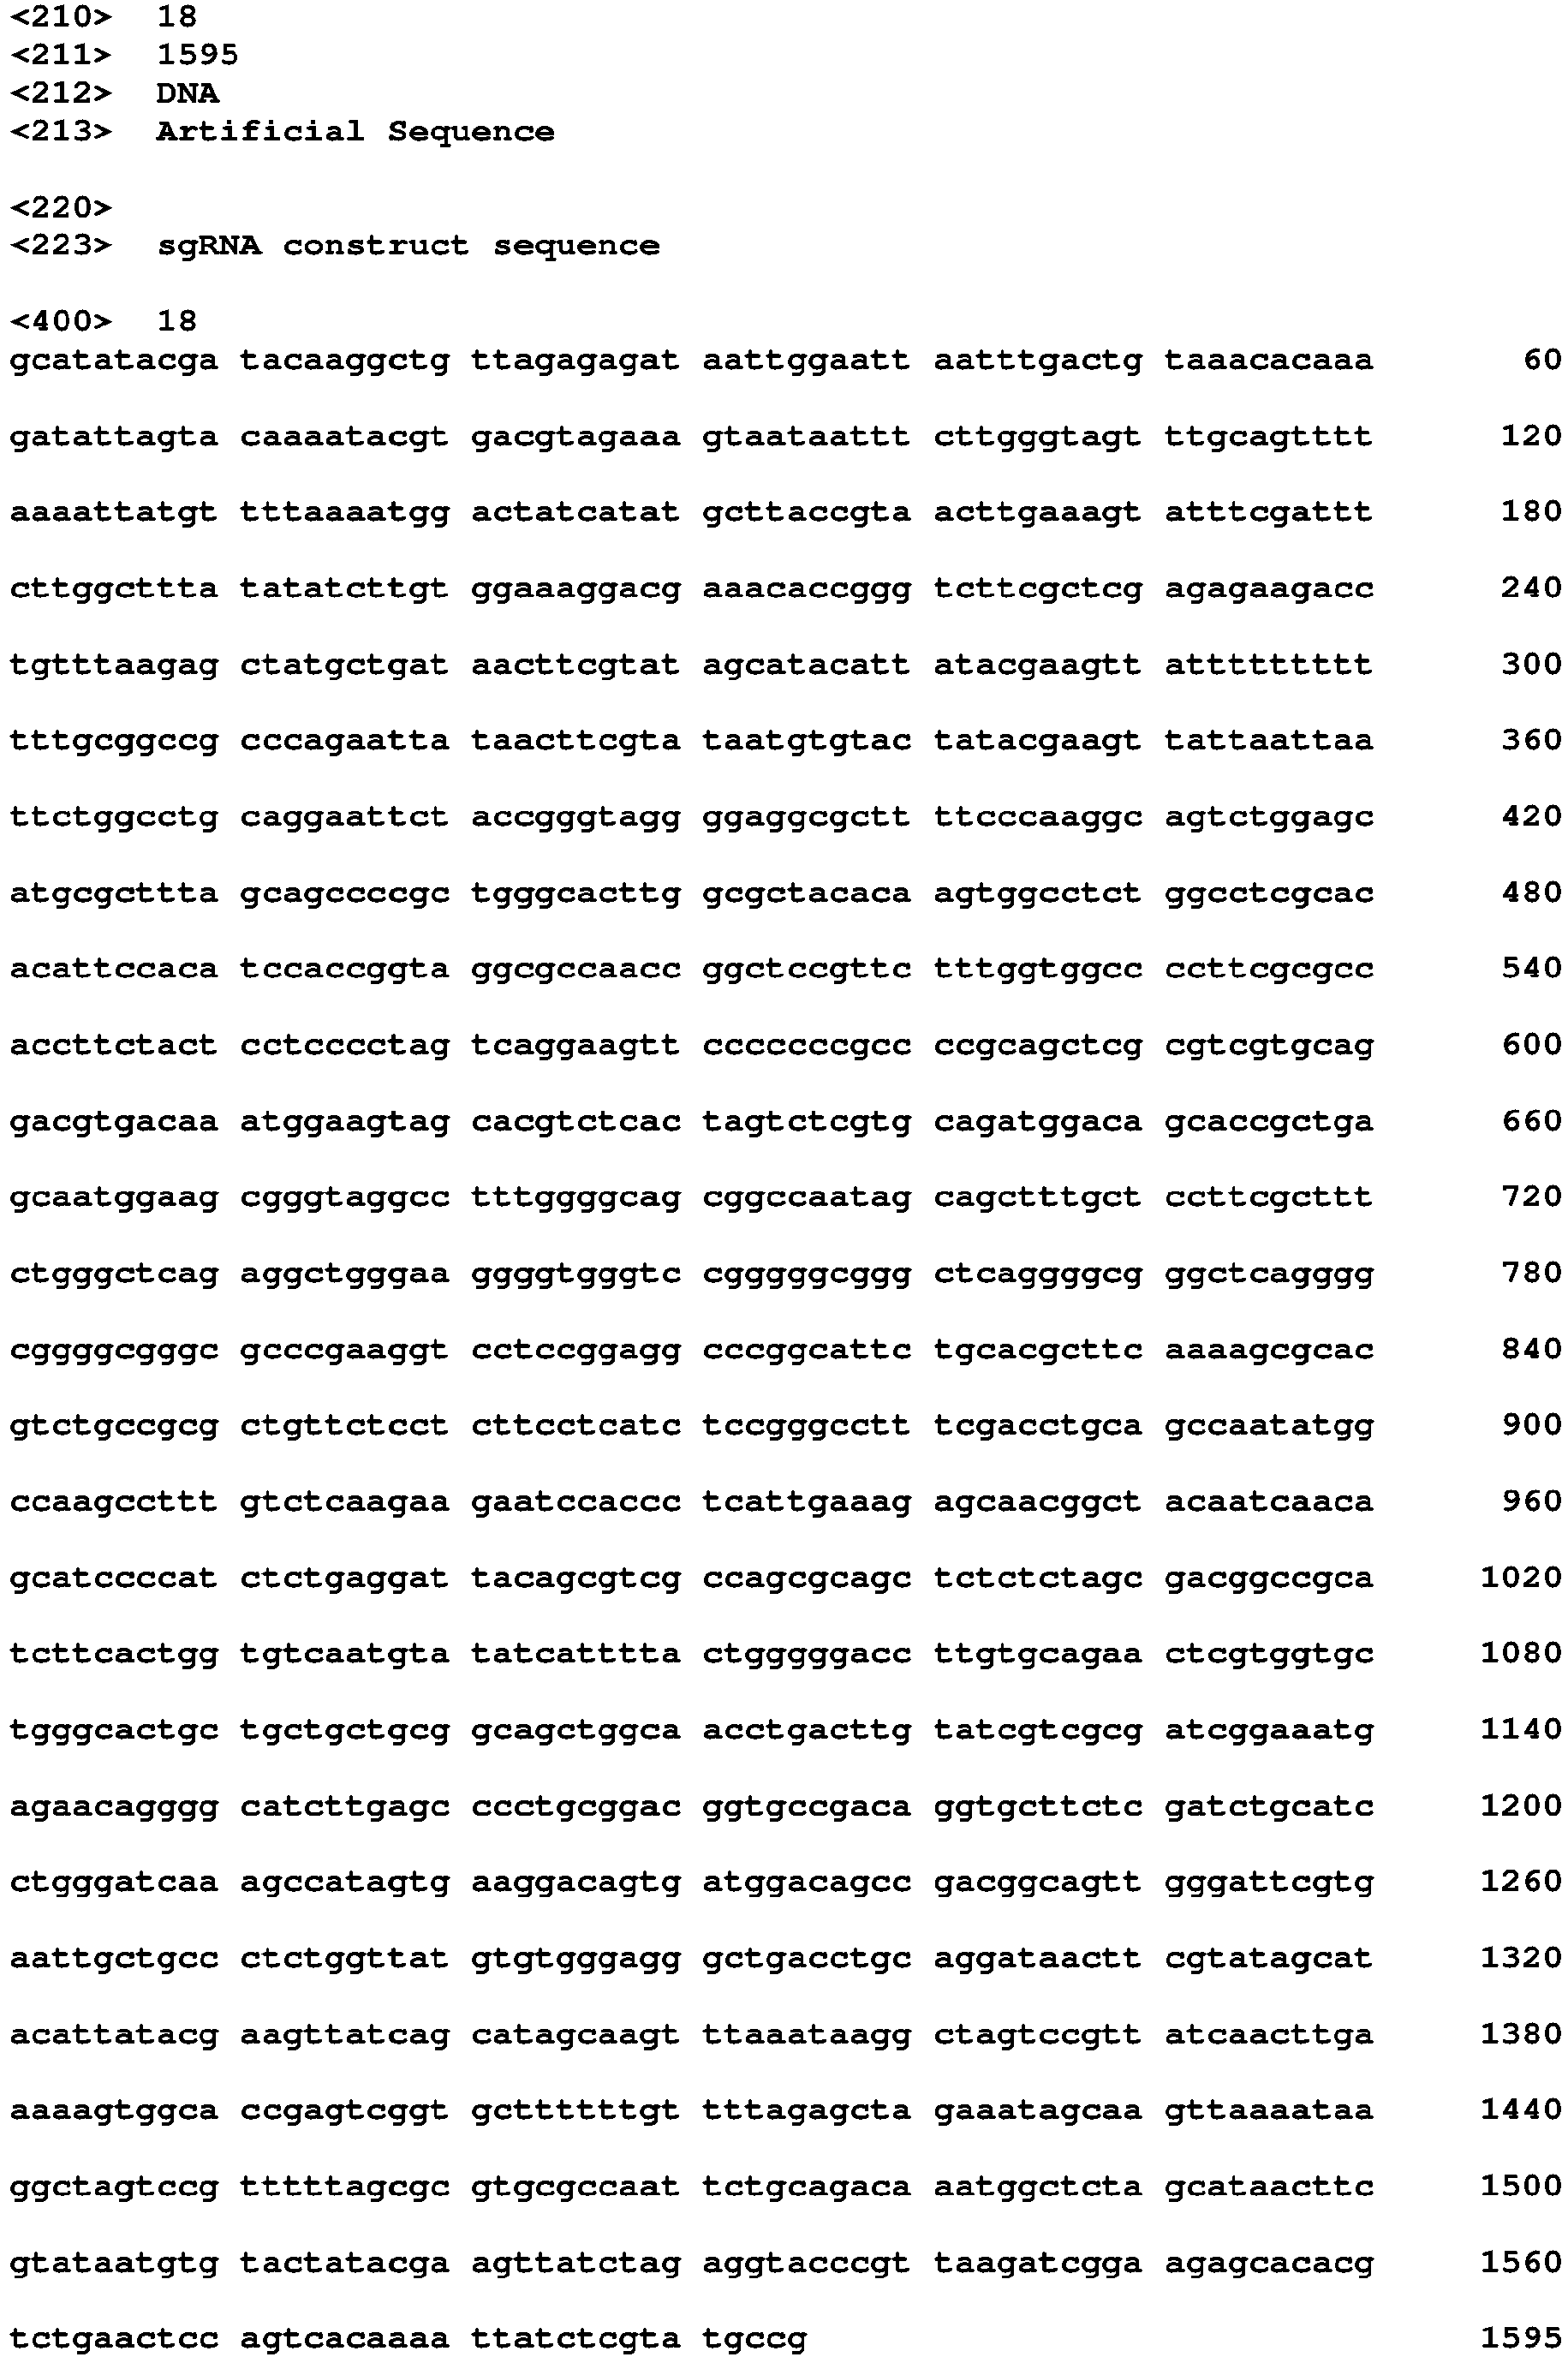 <210> 18
<211> 1595
<212> DNA
<213> Artificial Sequence
<220>
<223> sgRNA construct sequence
<400> 18
gcatatacga tacaaggctg ttagagagat aattggaatt aatttgactg taaacacaaa 60
gatattagta caaaatacgt gacgtagaaa gtaataattt cttgggtagt ttgcagtttt 120
aaaattatgt tttaaaatgg actatcatat gcttaccgta acttgaaagt atttcgattt 180
cttggcttta tatatcttgt ggaaaggacg aaacaccggg tcttcgctcg agagaagacc 240
tgtttaagag ctatgctgat aacttcgtat agcatacatt atacgaagtt attttttttt 300
tttgcggccg cccagaatta taacttcgta taatgtgtac tatacgaagt tattaattaa 360
ttctggcctg caggaattct accgggtagg ggaggcgctt ttcccaaggc agtctggagc 420
atgcgcttta gcagccccgc tgggcacttg gcgctacaca agtggcctct ggcctcgcac 480
acattccaca tccaccggta ggcgccaacc ggctccgttc tttggtggcc ccttcgcgcc 540
accttctact cctcccctag tcaggaagtt cccccccgcc ccgcagctcg cgtcgtgcag 600
gacgtgacaa atggaagtag cacgtctcac tagtctcgtg cagatggaca gcaccgctga 660
gcaatggaag cgggtaggcc tttggggcag cggccaatag cagctttgct ccttcgcttt 720
ctgggctcag aggctgggaa ggggtgggtc cgggggcggg ctcaggggcg ggctcagggg 780
cggggcgggc gcccgaaggt cctccggagg cccggcattc tgcacgcttc aaaagcgcac 840
gtctgccgcg ctgttctcct cttcctcatc tccgggcctt tcgacctgca gccaatatgg 900
ccaagccttt gtctcaagaa gaatccaccc tcattgaaag agcaacggct acaatcaaca 960
gcatccccat ctctgaggat tacagcgtcg ccagcgcagc tctctctagc gacggccgca 1020
tcttcactgg tgtcaatgta tatcatttta ctgggggacc ttgtgcagaa ctcgtggtgc 1080
tgggcactgc tgctgctgcg gcagctggca acctgacttg tatcgtcgcg atcggaaatg 1140
agaacagggg catcttgagc ccctgcggac ggtgccgaca ggtgcttctc gatctgcatc 1200
ctgggatcaa agccatagtg aaggacagtg atggacagcc gacggcagtt gggattcgtg 1260
aattgctgcc ctctggttat gtgtgggagg gctgacctgc aggataactt cgtatagcat 1320
acattatacg aagttatcag catagcaagt ttaaataagg ctagtccgtt atcaacttga 1380
aaaagtggca ccgagtcggt gcttttttgt tttagagcta gaaatagcaa gttaaaataa 1440
ggctagtccg tttttagcgc gtgcgccaat tctgcagaca aatggctcta gcataacttc 1500
gtataatgtg tactatacga agttatctag aggtacccgt taagatcgga agagcacacg 1560
tctgaactcc agtcacaaaa ttatctcgta tgccg 1595